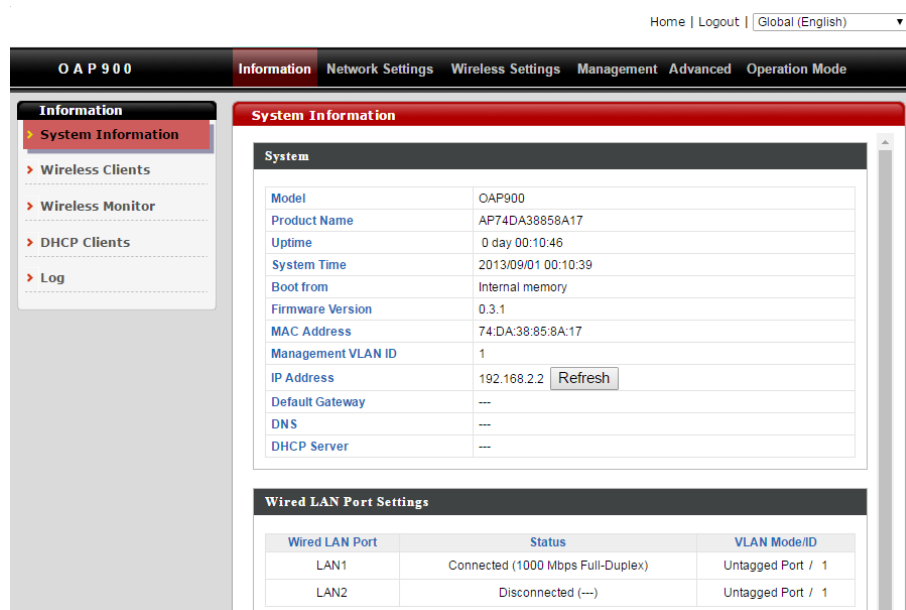 Home | Logout | Global (English)
OAP900
Information Network Settings Wireless Settings Management Advanced Operation Mode
Information
System Information
Wireless Clients
Wireless Monitor
DHCP Clients
Log
System Information
System
Model OAP900
Product Name AP74DA38858A17
Uptime 0 day 00:10:46
System Time 2013/09/01 00:10:39
Boot from Internal memory
Firmware Version 0.3.1
MAC Address 74:DA:38:85:8A:17
Management VLAN ID 1
IP Address 192.168.2.2 Refresh
Default Gateway ---
DNS ---
DHCP Server ---
Wired LAN Port Settings
Wired LAN Port Status VLAN Mode/ID
LAN1 Connected (1000 Mbps Full-Duplex) Untagged Port / 1
LAN2 Disconnected (---) Untagged Port / 1